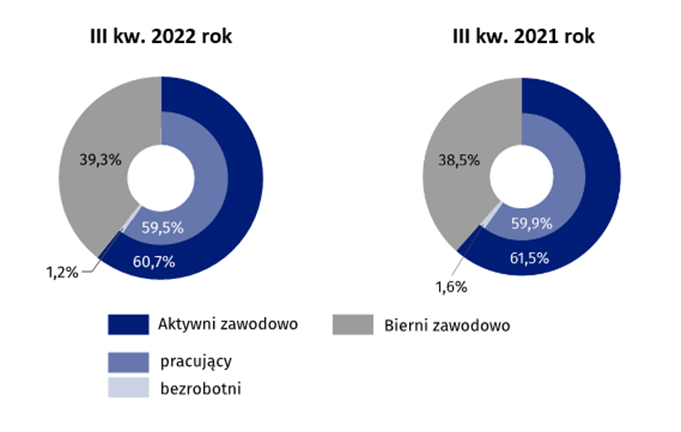 III kw. 2022 rok
III kw. 2021 rok
39,3%
59,5%
60,7%
1,2%
38,5%
59,9%
61,5%
1,6%
Aktywni zawodowo
Bierni zawodowo
pracujący
bezrobotni